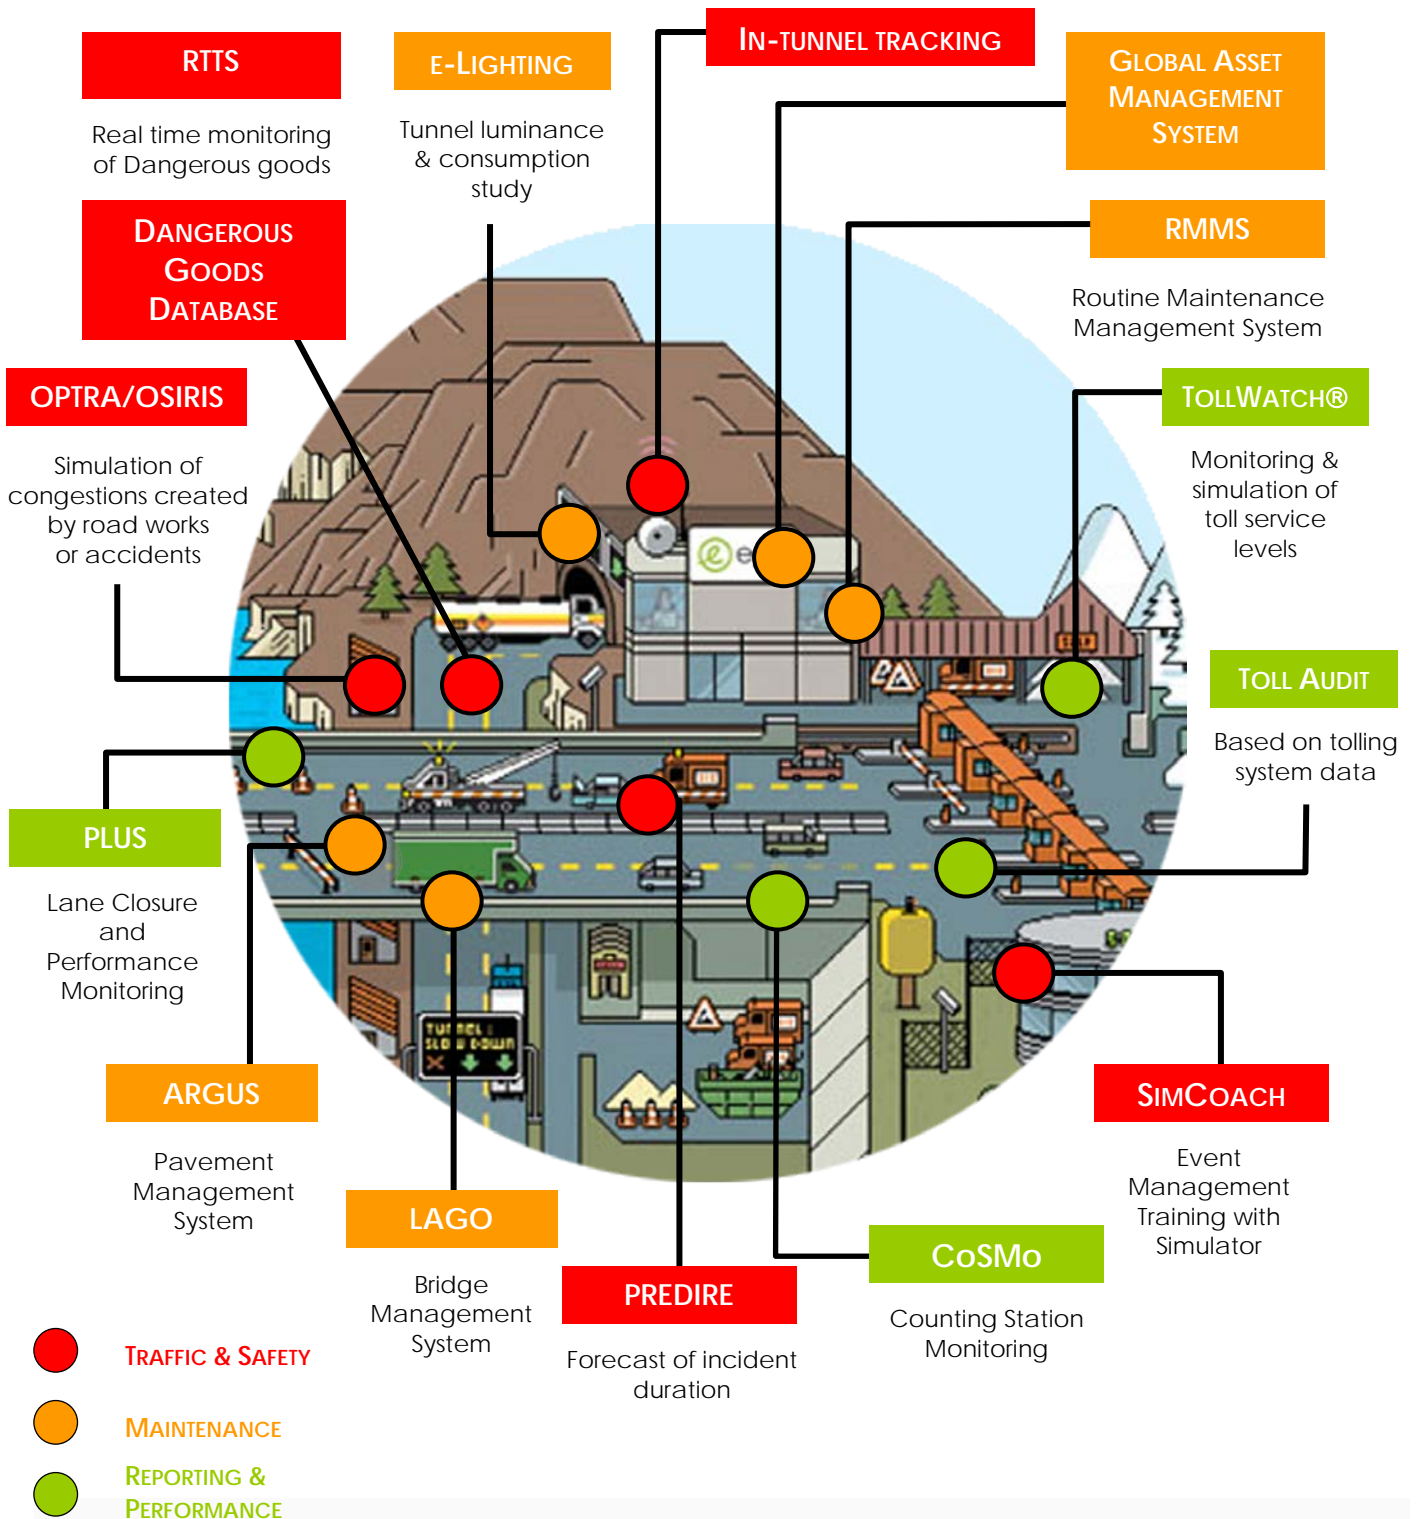 RTTS
Real time monitoring
of Dangerous goods
E-LIGHTING
Tunnel luminance
& consumption
study
IN-TUNNEL TRACKING
GLOBAL ASSET
MANAGEMENT
SYSTEM
DANGEROUS
GOODS
DATABASE
RMMS
Routine Maintenance
Management System
OPTRA/OSIRIS
Simulation of
congestions created
by road works
or accidents
TOLLWATCH®
Monitoring &
simulation of
toll service
levels
e e
TOLL AUDIT
Based on tolling
system data
PLUS
Lane Closure
and
Performance
Monitoring
TUNNEL :
SLOW DOWN
ARGUS
Pavement
Management
System
SIMCOACH
Event
Management
Training with
Simulator
LAGO
Bridge
Management
System
PREDIRE
Forecast of incident
duration
CoSMo
Counting Station
Monitoring
TRAFFIC & SAFETY
MAINTENANCE
REPORTING &
PERFORMANCE